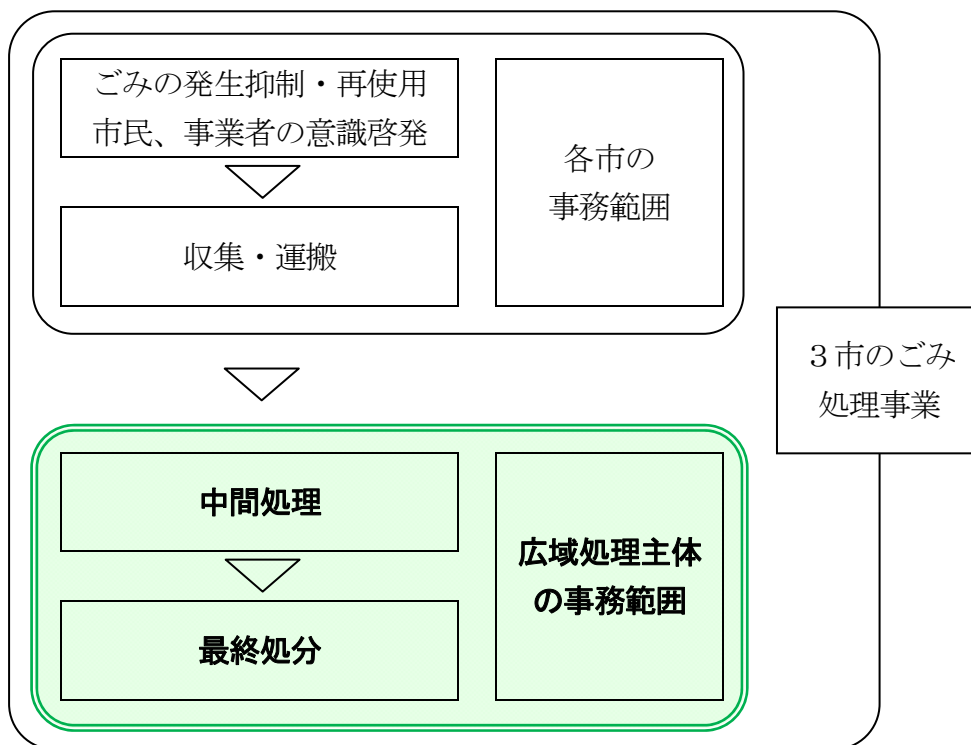 ごみの発生抑制・再使用
市民、事業者の意識啓発
収集・運搬
各市の
事務範囲
３市のごみ
処理事業
中間処理
最終処分
広域処理主体
の事務範囲